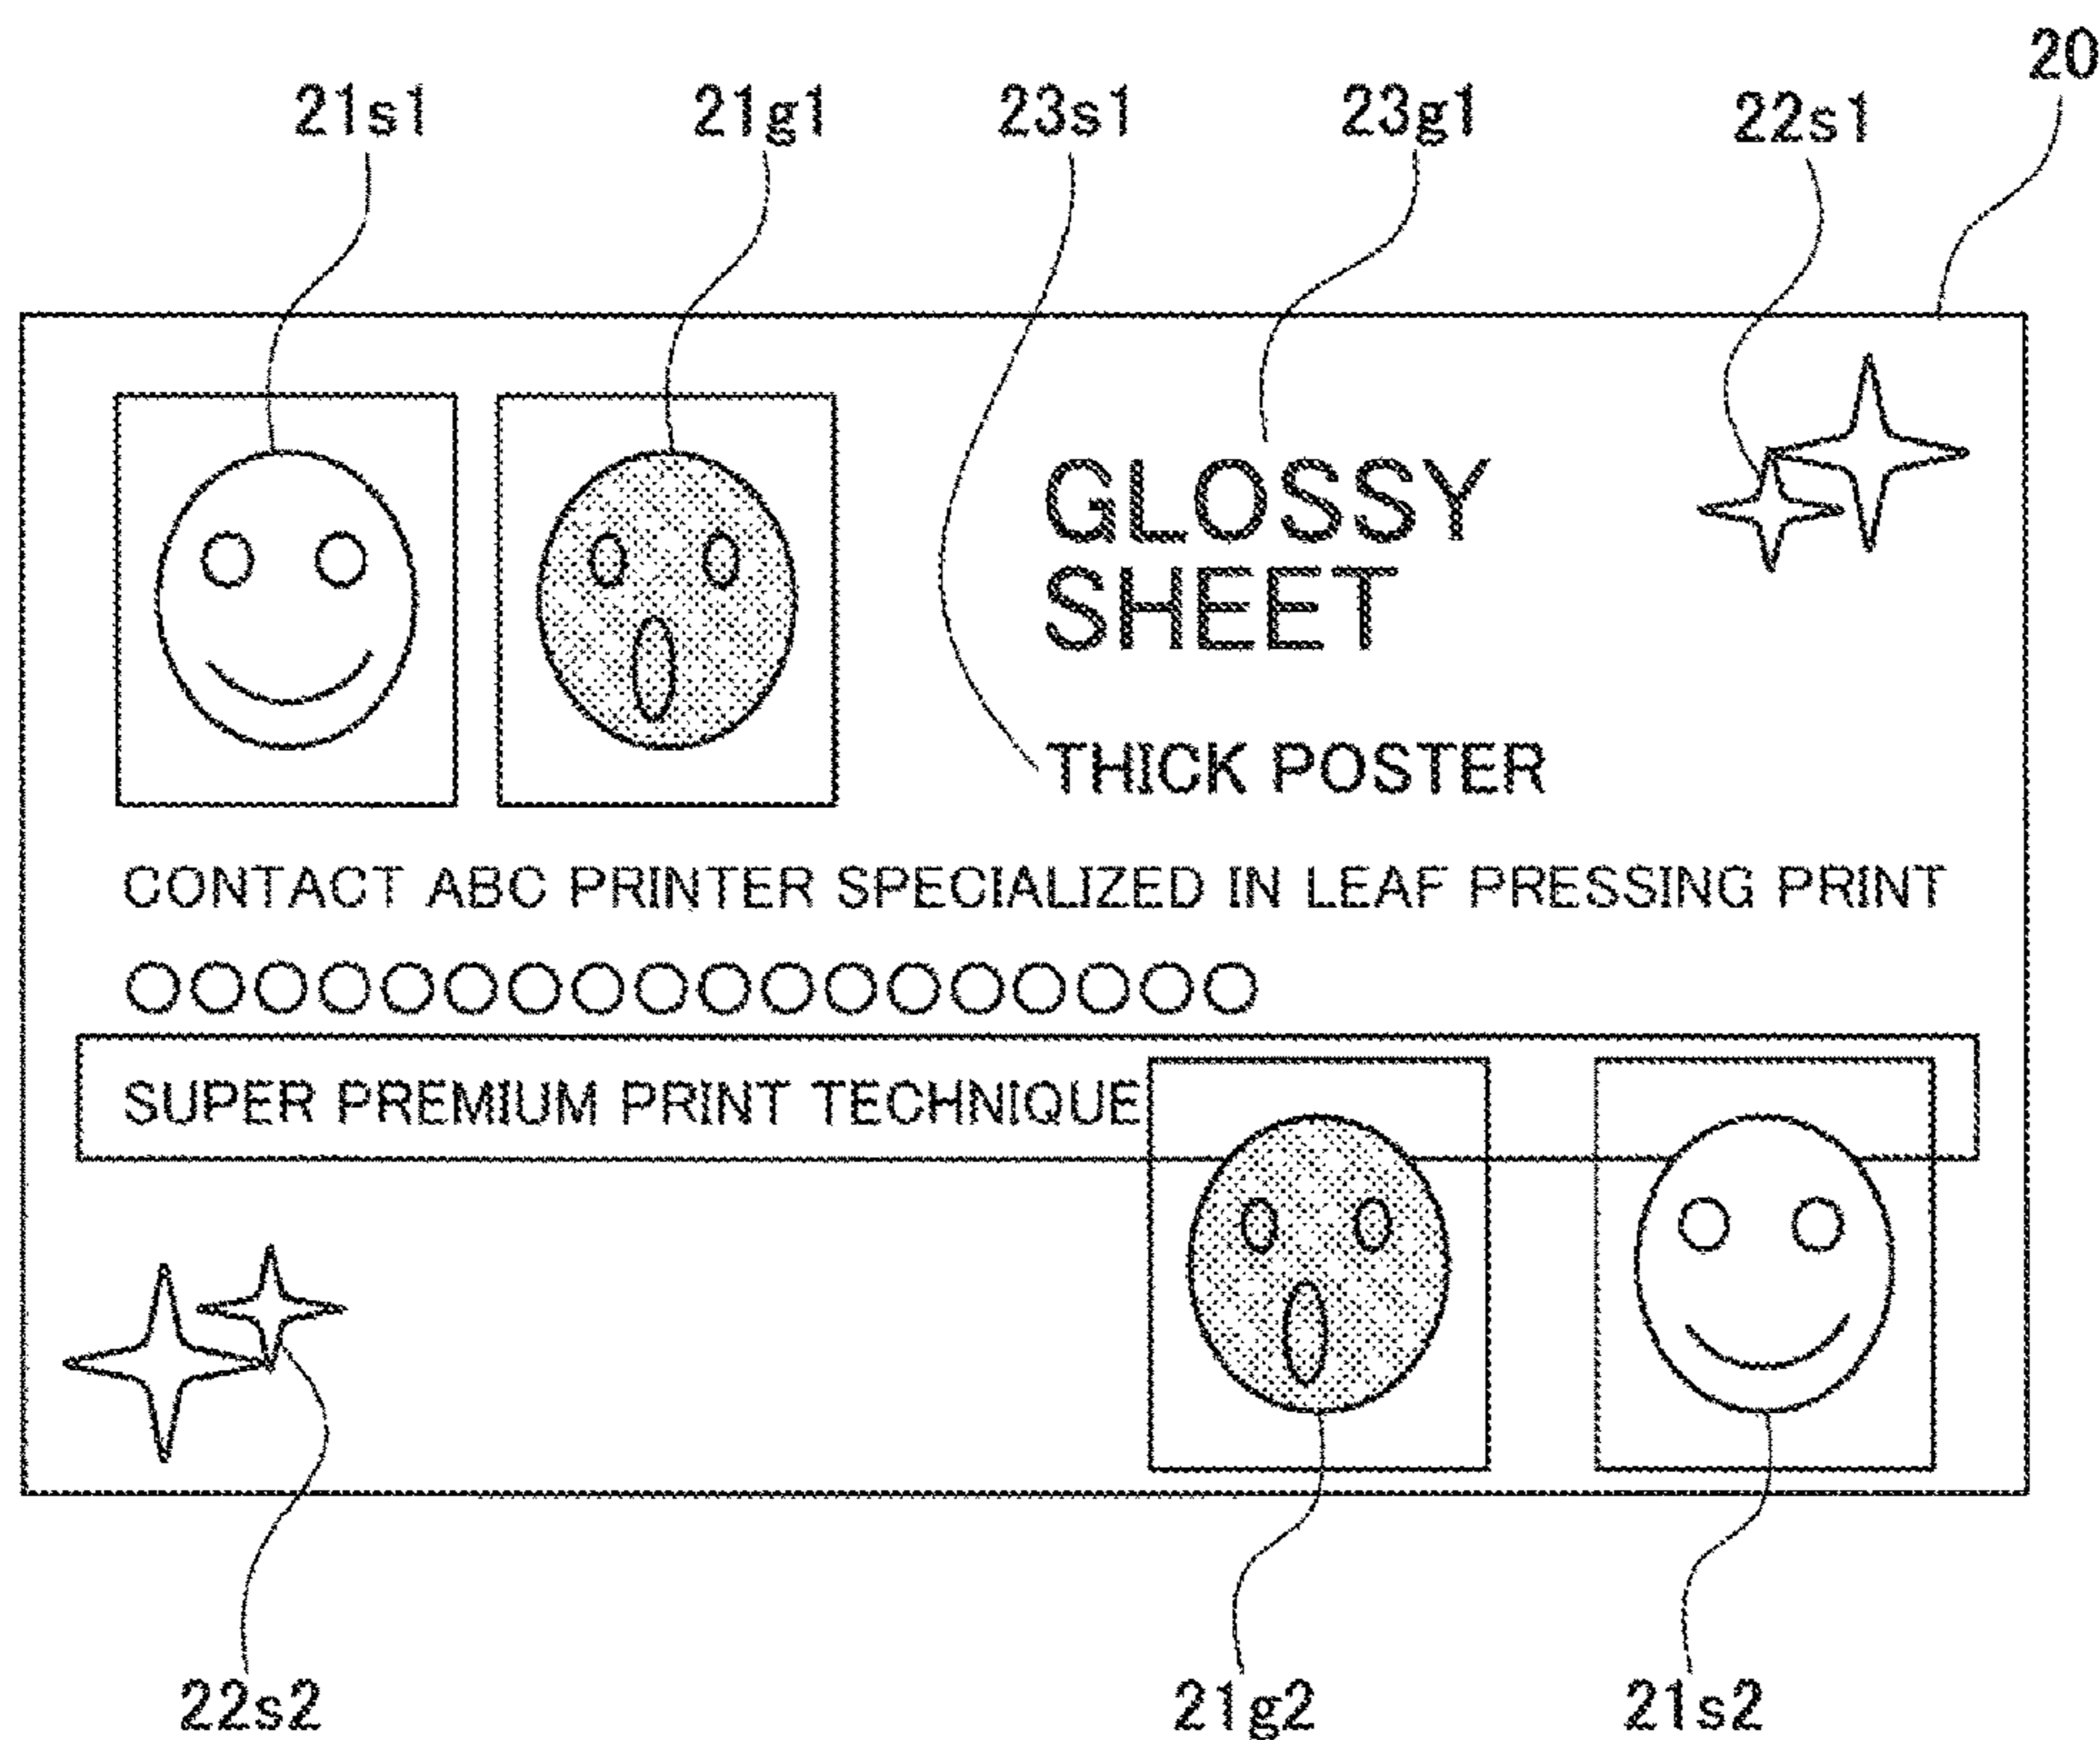 20
21s1 21g1 23s1 23g1 22s1
GLOSSY
SHEET
THICK POSTER
CONTACT ABC PRINTER SPECIALIZED IN LEAF PRESSING PRINT
○○○○○○○○○○○○○○○○○○
SUPER PREMIUM PRINT TECHNIQUE
22s2 21g2 21s2